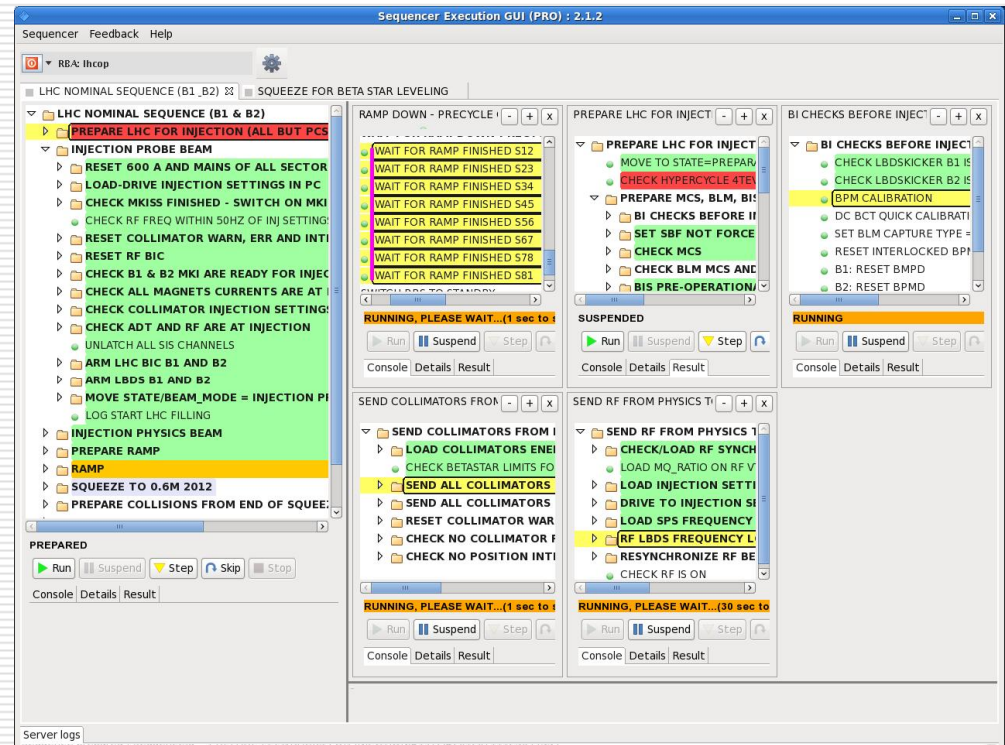 Sequencer Execution GUI (PRO) : 2.1.2
Sequencer Feedback Help
RBA: lhcop
LHC NOMINAL SEQUENCE (B1_B2)
SQUEEZE FOR BETA STAR LEVELING
LHC NOMINAL SEQUENCE (B1 & B2)
PREPARE LHC FOR INJECTION (ALL BUT PCS
INJECTION PROBE BEAM
RESET 600 A AND MAINS OF ALL SECTOR
LOAD-DRIVE INJECTION SETTINGS IN PC
CHECK MKISS FINISHED - SWITCH ON MKI
CHECK RF FREQ WITHIN 50HZ OF INJ SETTING
RESET COLLIMATOR WARN, ERR AND INTI
RESET RF BIC
CHECK B1 & B2 MKI ARE READY FOR INJEC
CHECK ALL MAGNETS CURRENTS ARE AT
CHECK COLLIMATOR INJECTION SETTING
CHECK ADT AND RF ARE AT INJECTION
UNLATCH ALL SIS CHANNELS
ARM LHC BIC B1 AND B2
ARM LBDS B1 AND B2
MOVE STATE/BEAM_MODE = INJECTION P
LOG START LHC FILLING
INJECTION PHYSICS BEAM
PREPARE RAMP
RAMP
SQUEEZE TO 0.6M 2012
PREPARE COLLISIONS FROM END OF SQUEE
PREPARED
Run Suspend Step Skip Stop
Console Details Result
RAMP DOWN - PRECYCLE - + x
WAIT FOR RAMP FINISHED S12
WAIT FOR RAMP FINISHED S23
WAIT FOR RAMP FINISHED S34
WAIT FOR RAMP FINISHED S45
WAIT FOR RAMP FINISHED S56
WAIT FOR RAMP FINISHED S67
WAIT FOR RAMP FINISHED S78
WAIT FOR RAMP FINISHED S81
RUNNING, PLEASE WAIT...(1 sec to s
Run Suspend Step
Console Details Result
PREPARE LHC FOR INJECTI - + x
PREPARE LHC FOR INJECT
MOVE TO STATE=PREPAR
CHECK HYPERCYCLE 4TE
PREPARE MCS, BLM, BI
BI CHECKS BEFORE I
SET SBF NOT FORCE
CHECK MCS
CHECK BLM MCS AND
BIS PRE-OPERATION
SUSPENDED
Run Suspend Step
Console Details Result
BI CHECKS BEFORE INJECT - + x
BI CHECKS BEFORE INJEC
CHECK LBDSKICKER B1 IS
CHECK LBDSKICKER B2 IS
BPM CALIBRATION
DC BCT QUICK CALIBRATI
SET BLM CAPTURE TYPE =
RESET INTERLOCKED BP
B1: RESET BMPD
B2: RESET BPMD
RUNNING
Run Suspend Step
Console Details Result
SEND COLLIMATORS FROM - + x
SEND COLLIMATORS FROM
LOAD COLLIMATORS ENE
CHECK BETASTAR LIMITS FO
SEND ALL COLLIMATORS
SEND ALL COLLIMATORS
RESET COLLIMATOR WAR
CHECK NO COLLIMATOR
CHECK NO POSITION INTI
RUNNING, PLEASE WAIT...(1 sec to s
Run Suspend Step
Console Details Result
SEND RF FROM PHYSICS T - + x
SEND RF FROM PHYSICS T
CHECK/LOAD RF SYNCH
LOAD MQ_RATIO ON RF V
LOAD INJECTION SETTI
DRIVE TO INJECTION SE
LOAD SPS FREQUENCY
RF LBDS FREQUENCY L
RESYNCHRONIZE RF BE
CHECK RF IS ON
RUNNING, PLEASE WAIT...(30 sec to
Run Suspend Step
Console Details Result
Server logs